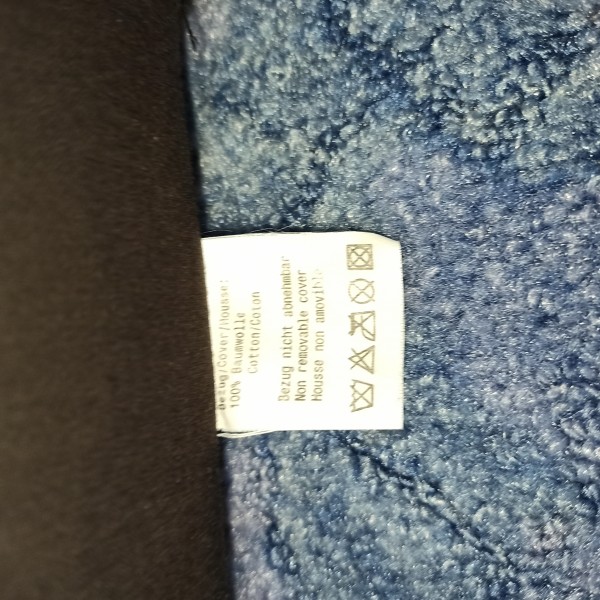 Bezug/Cover/Housse:
100% Baumwolle
Cotton/Coton
Bezug nicht abnehmbar
Non removable cover
Housse non amovible